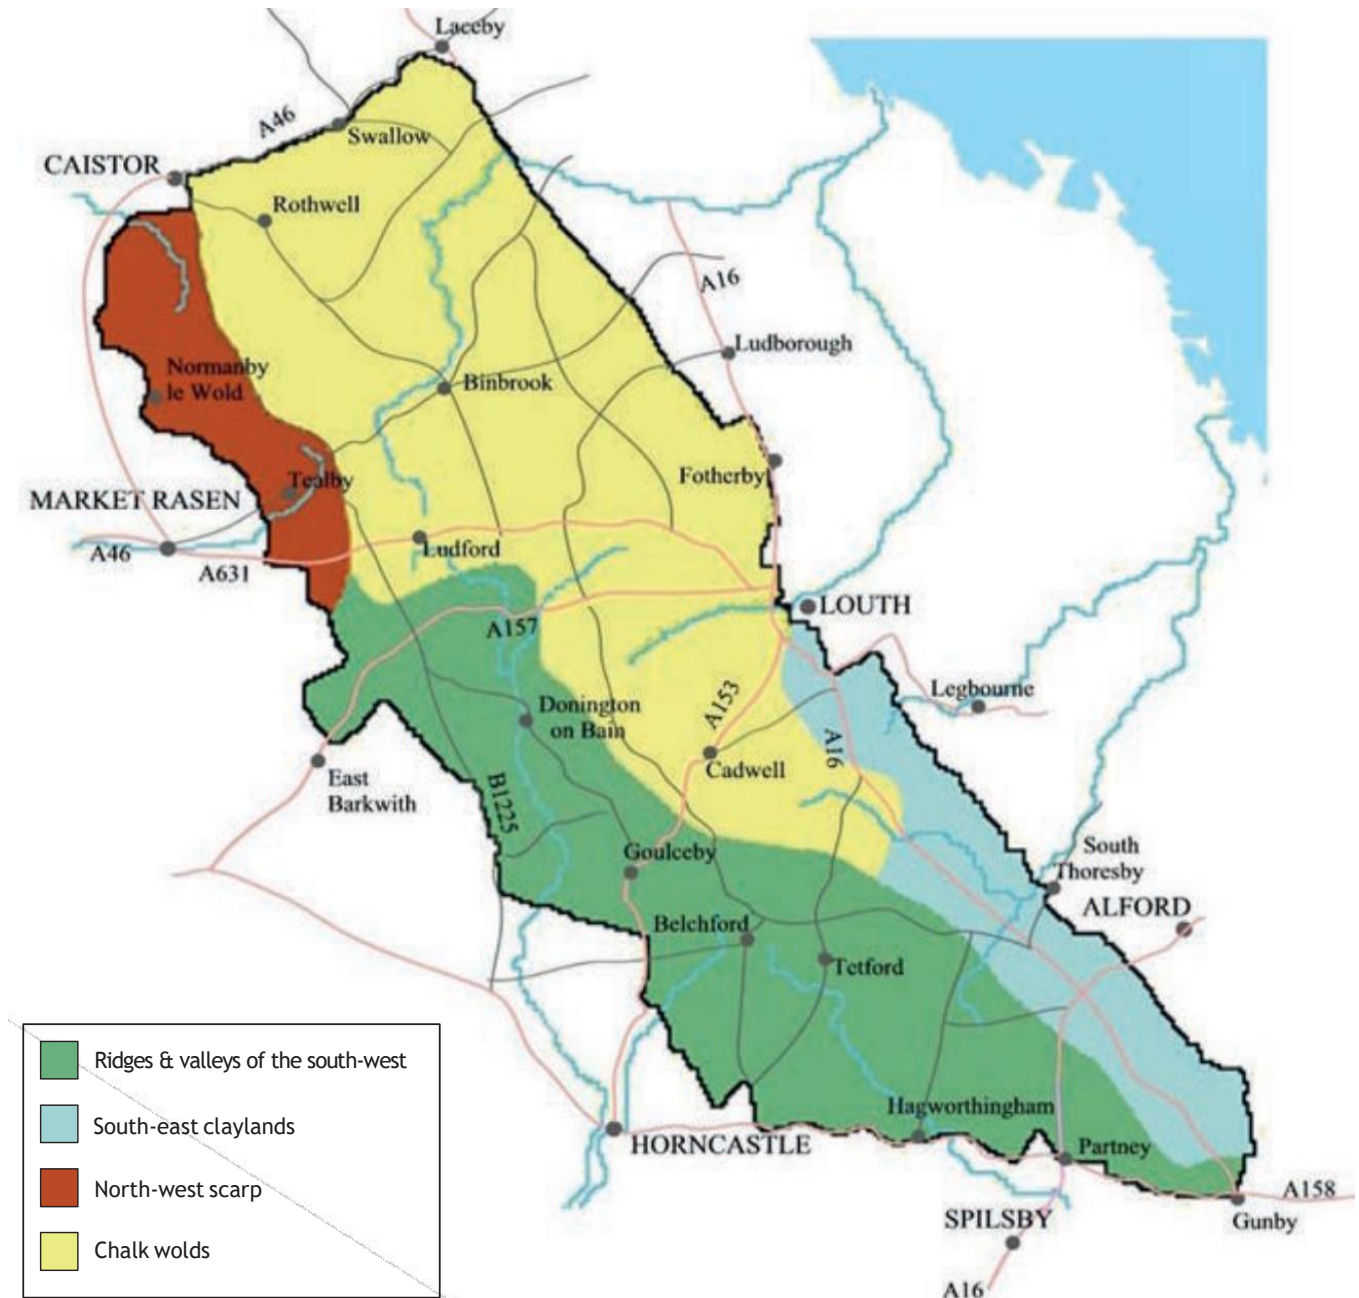 Laceby
A46
Swallow
CAISTOR
Rothwell
A16
Ludborough
Normanby
le Wold
Binbrook
Fotherby
Tealby
MARKET RASEN
Ludford
A46
A631
LOUTH
A157
Legbourne
A153
Donington
on Bain
A16
Cadwell
East
Barkwith
B1225
South
Thoresby
Goulceby
ALFORD
Belchford
Tetford
Ridges & valleys of the south-west
South-east claylands
North-west scarp
Chalk wolds
Hagworthingham
HORNCASTLE
Partney
A158
SPILSBY
Gunby
A16